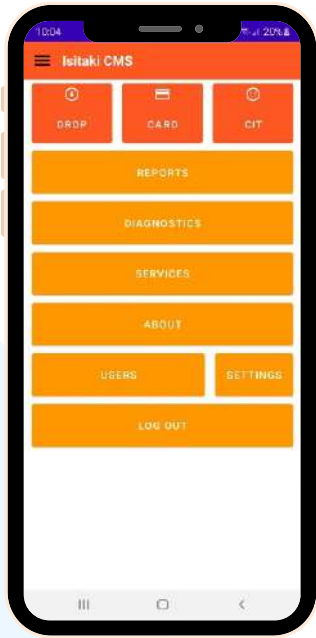 10:04 20%
Isitaki CMS
DROP CARD CIT
REPORTS
DIAGNOSTICS
SERVICES
ABOUT
USERS SETTINGS
LOG OUT